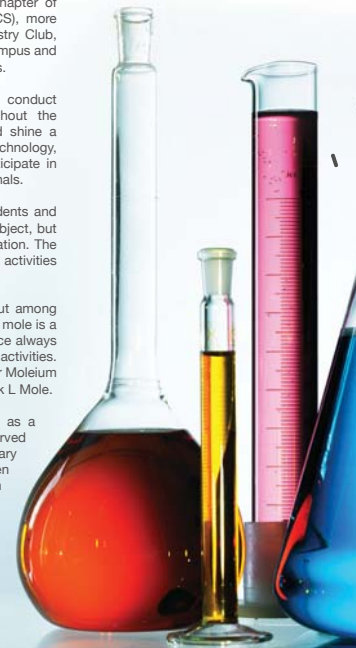 hapter of
CS), more
stry Club,
mpus and
s.
conduct
hout the
d shine a
chnology,
icipate in
nals.
dents and
bject, but
ation. The
activities
ut among
mole is a
ce always
activities.
r Moleium
k L Mole.
as a
rved
ary
en